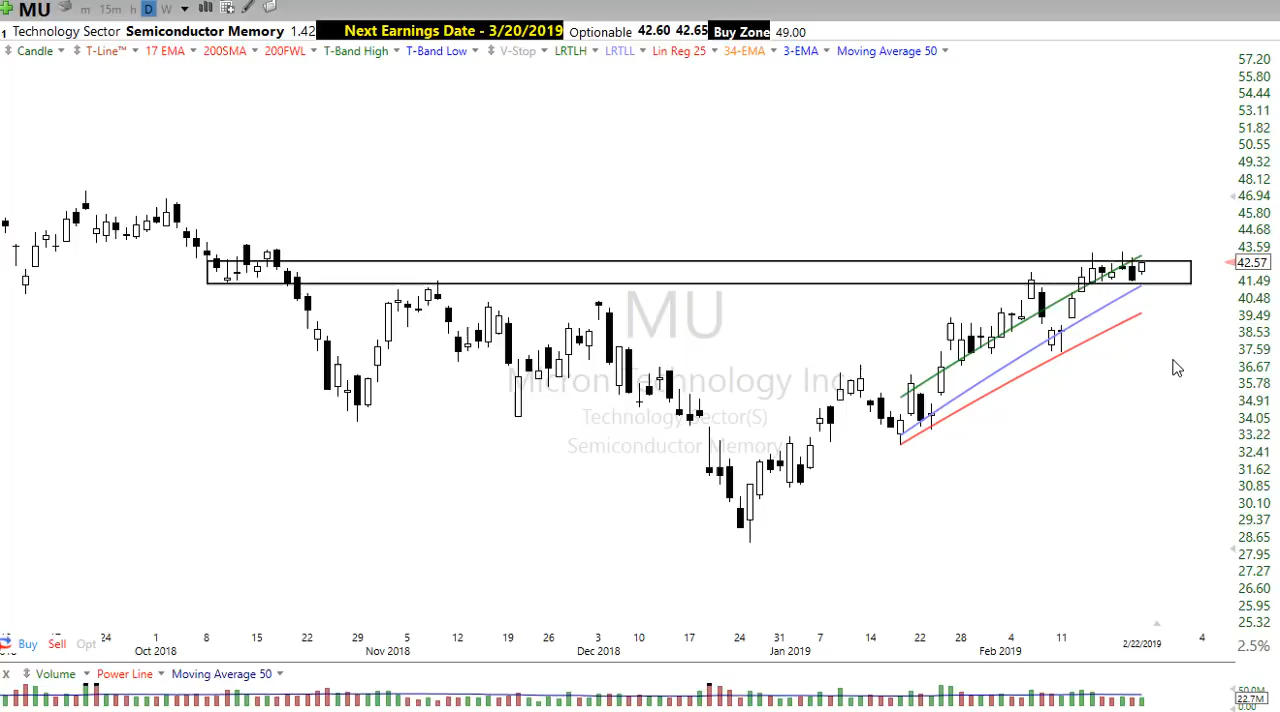 MU m 15m h D W
1 Technology Sector Semiconductor Memory 1.42 Next Earnings Date - 3/20/2019 Optionable 42.60 42.65 Buy Zone 49.00
Candle T-Line™ 17 EMA 200SMA 200FWL T-Band High T-Band Low V-Stop LRTLH LRTLL Lin Reg 25 34-EMA 3-EMA Moving Average 50
57.20
55.80
54.44
53.11
51.82
50.55
49.32
48.12
46.94
45.80
44.68
43.59
42.57
41.49
40.48
39.49
38.53
37.59
36.67
35.78
34.91
34.05
33.22
32.41
31.62
30.85
30.10
29.37
28.65
27.95
27.27
26.60
25.95
25.32
MU
Micron Technology Inc
Technology Sector(S)
Semiconductor Memory
Buy Sell Opt
24 1 8 15 22 29 5 12 19 26 3 10 17 24 31 7 14 22 28 4 11 2/22/2019 4
Oct 2018 Nov 2018 Dec 2018 Jan 2019 Feb 2019
2.5%
X Volume Power Line Moving Average 50
50.0M
22.7M
0.00